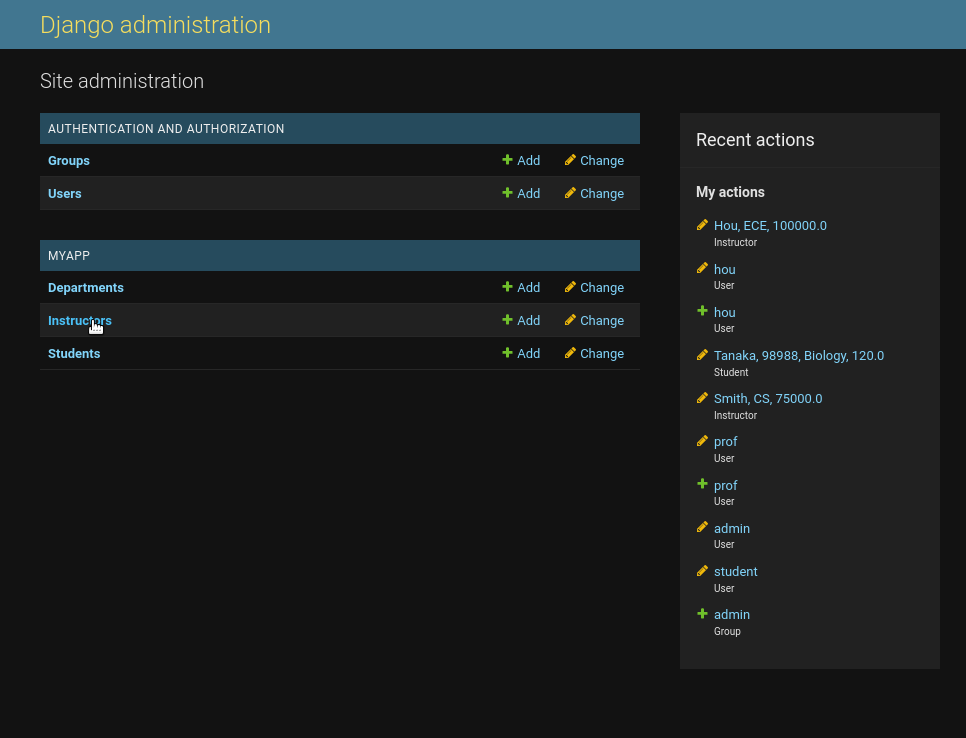 Django administration
Site administration
AUTHENTICATION AND AUTHORIZATION
Groups Add Change
Users Add Change
MYAPP
Departments Add Change
Instructors Add Change
Students Add Change
Recent actions
My actions
Hou, ECE, 100000.0
Instructor
hou
User
hou
User
Tanaka, 98988, Biology, 120.0
Student
Smith, CS, 75000.0
Instructor
prof
User
prof
User
admin
User
student
User
admin
Group